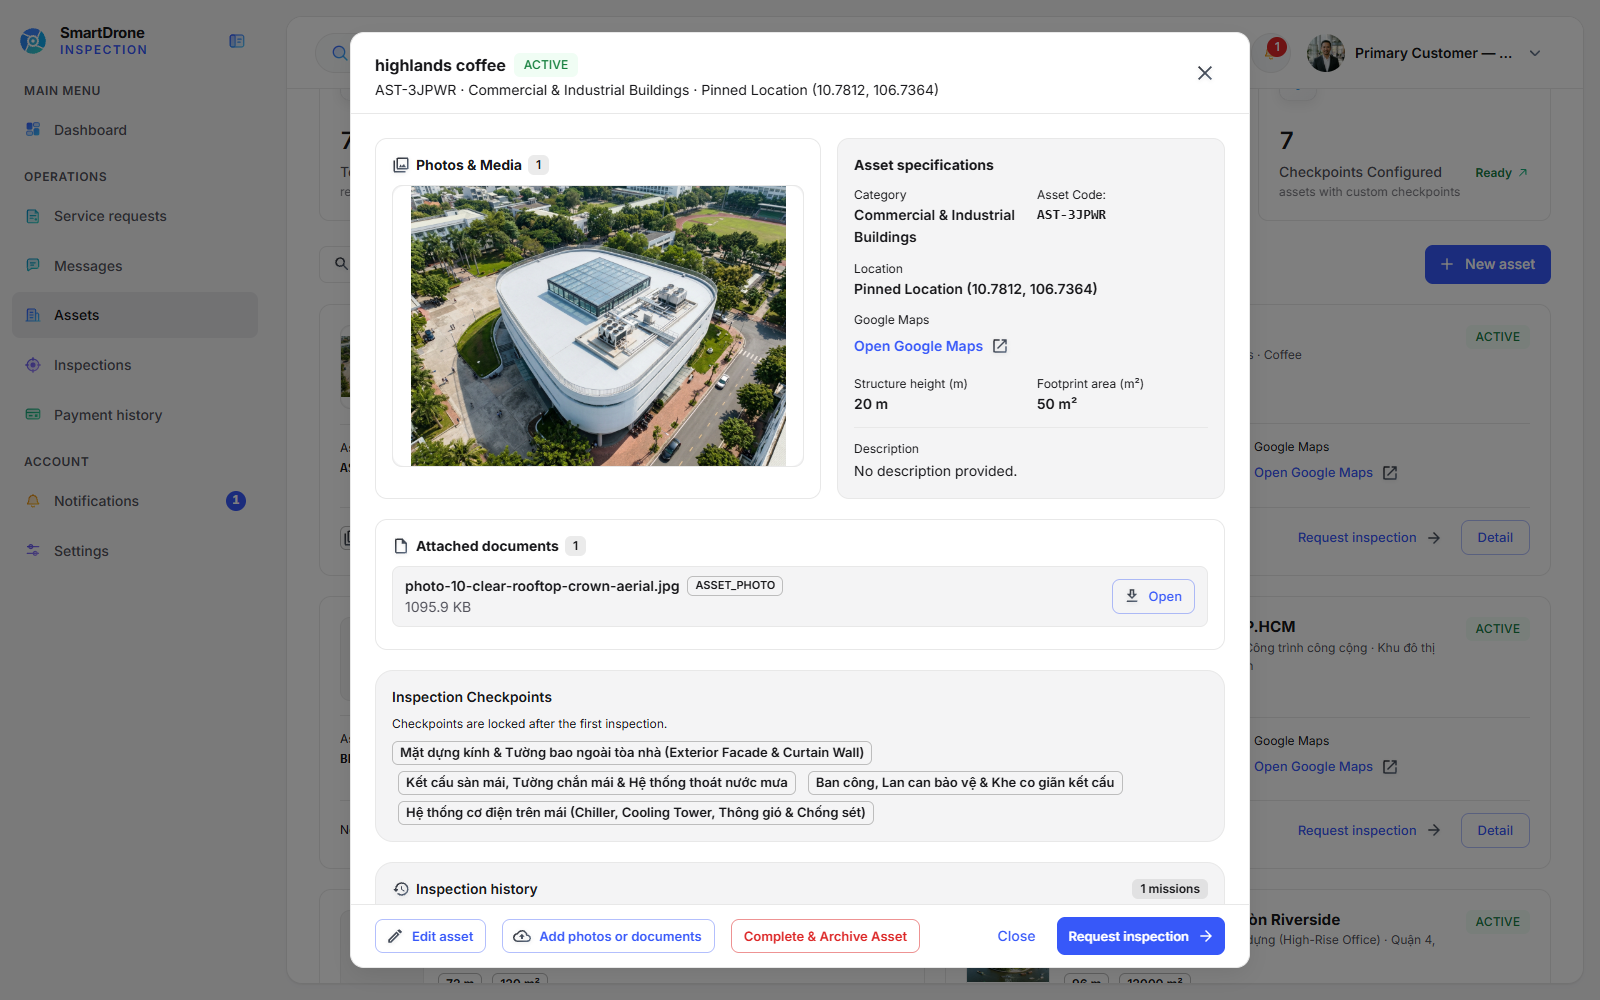 SmartDrone
INSPECTION
MAIN MENU
Dashboard
OPERATIONS
Service requests
Messages
Assets
Inspections
Payment history
ACCOUNT
Notifications
1
Settings
1
Primary Customer — ...
7
Checkpoints Configured
Ready
assets with custom checkpoints
New asset
highlands coffee
ACTIVE
AST-3JPWR · Commercial & Industrial Buildings · Pinned Location (10.7812, 106.7364)
Photos & Media 1
Asset specifications
Category
Commercial & Industrial Buildings
Asset Code:
AST-3JPWR
Location
Pinned Location (10.7812, 106.7364)
Google Maps
Open Google Maps
Structure height (m)
20 m
Footprint area (m²)
50 m²
Description
No description provided.
Attached documents 1
photo-10-clear-rooftop-crown-aerial.jpg ASSET_PHOTO
1095.9 KB
Open
Inspection Checkpoints
Checkpoints are locked after the first inspection.
Mặt dựng kính & Tường bao ngoài tòa nhà (Exterior Facade & Curtain Wall)
Kết cấu sàn mái, Tường chắn mái & Hệ thống thoát nước mưa
Ban công, Lan can bảo vệ & Khe co giãn kết cấu
Hệ thống cơ điện trên mái (Chiller, Cooling Tower, Thông gió & Chống sét)
Inspection history
1 missions
Edit asset
Add photos or documents
Complete & Archive Asset
Close
Request inspection
ACTIVE
· Coffee
Google Maps
Open Google Maps
Request inspection
Detail
P.HCM
ACTIVE
Công trình công cộng · Khu đô thị
Google Maps
Open Google Maps
Request inspection
Detail
Riverside
ACTIVE
(High-Rise Office) · Quận 4,